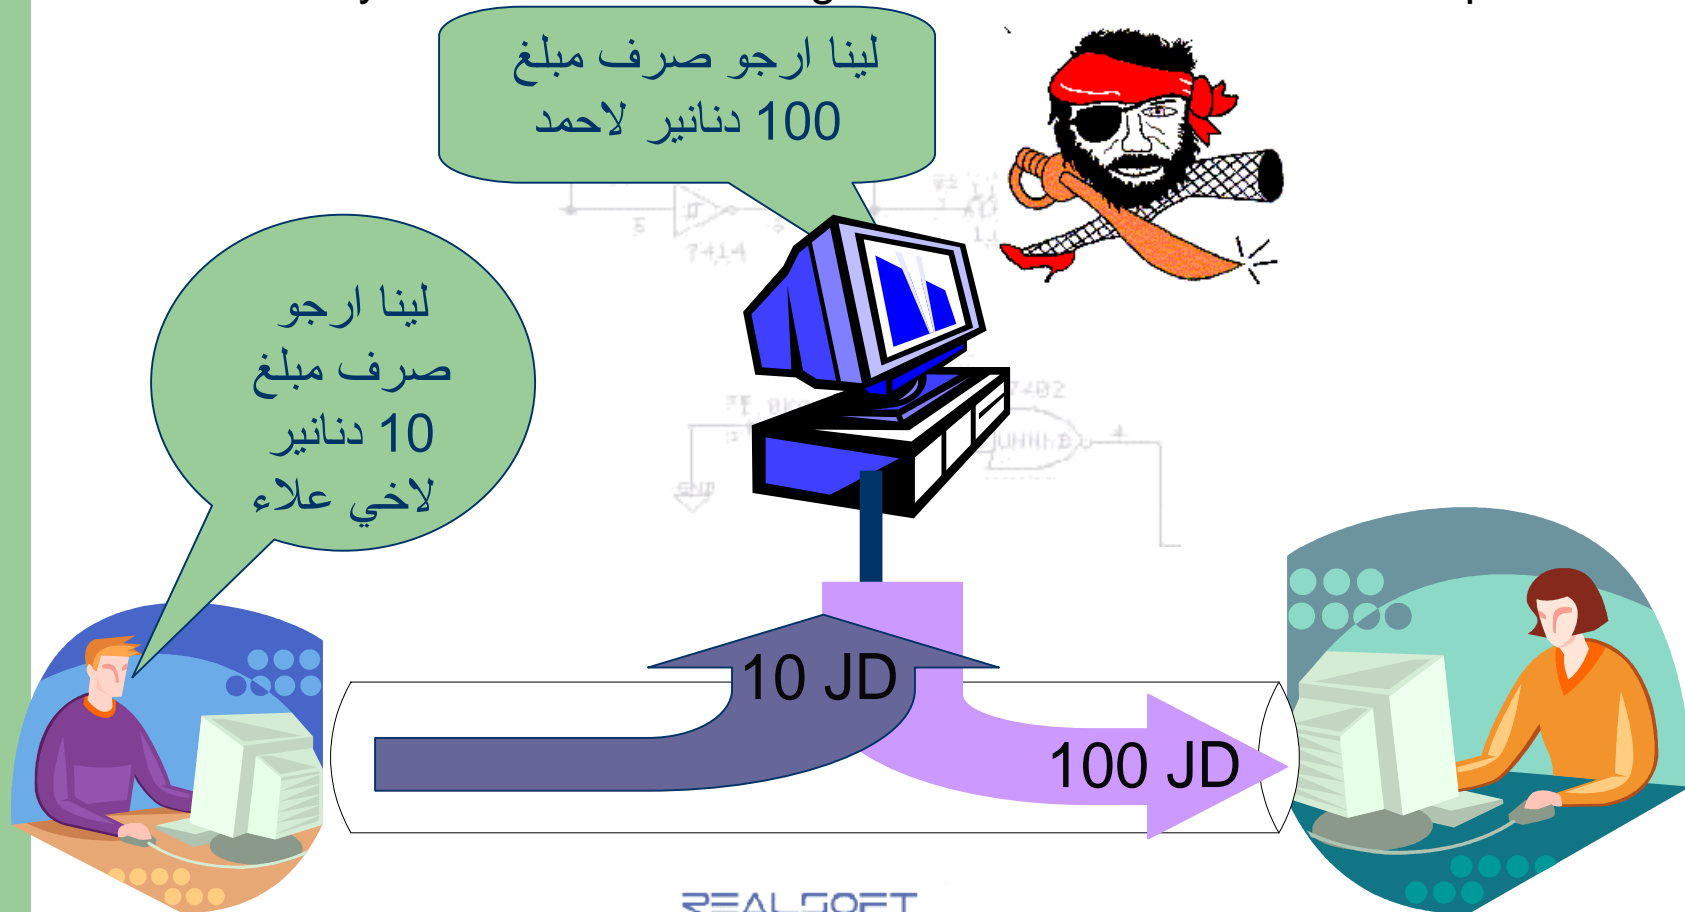 لينا ارجو صرف مبلغ
100 دنانير لاحمد
لينا ارجو
صرف مبلغ
10 دنانير
لاخي علاء
7414
10 JD
100 JD
REALSOFT